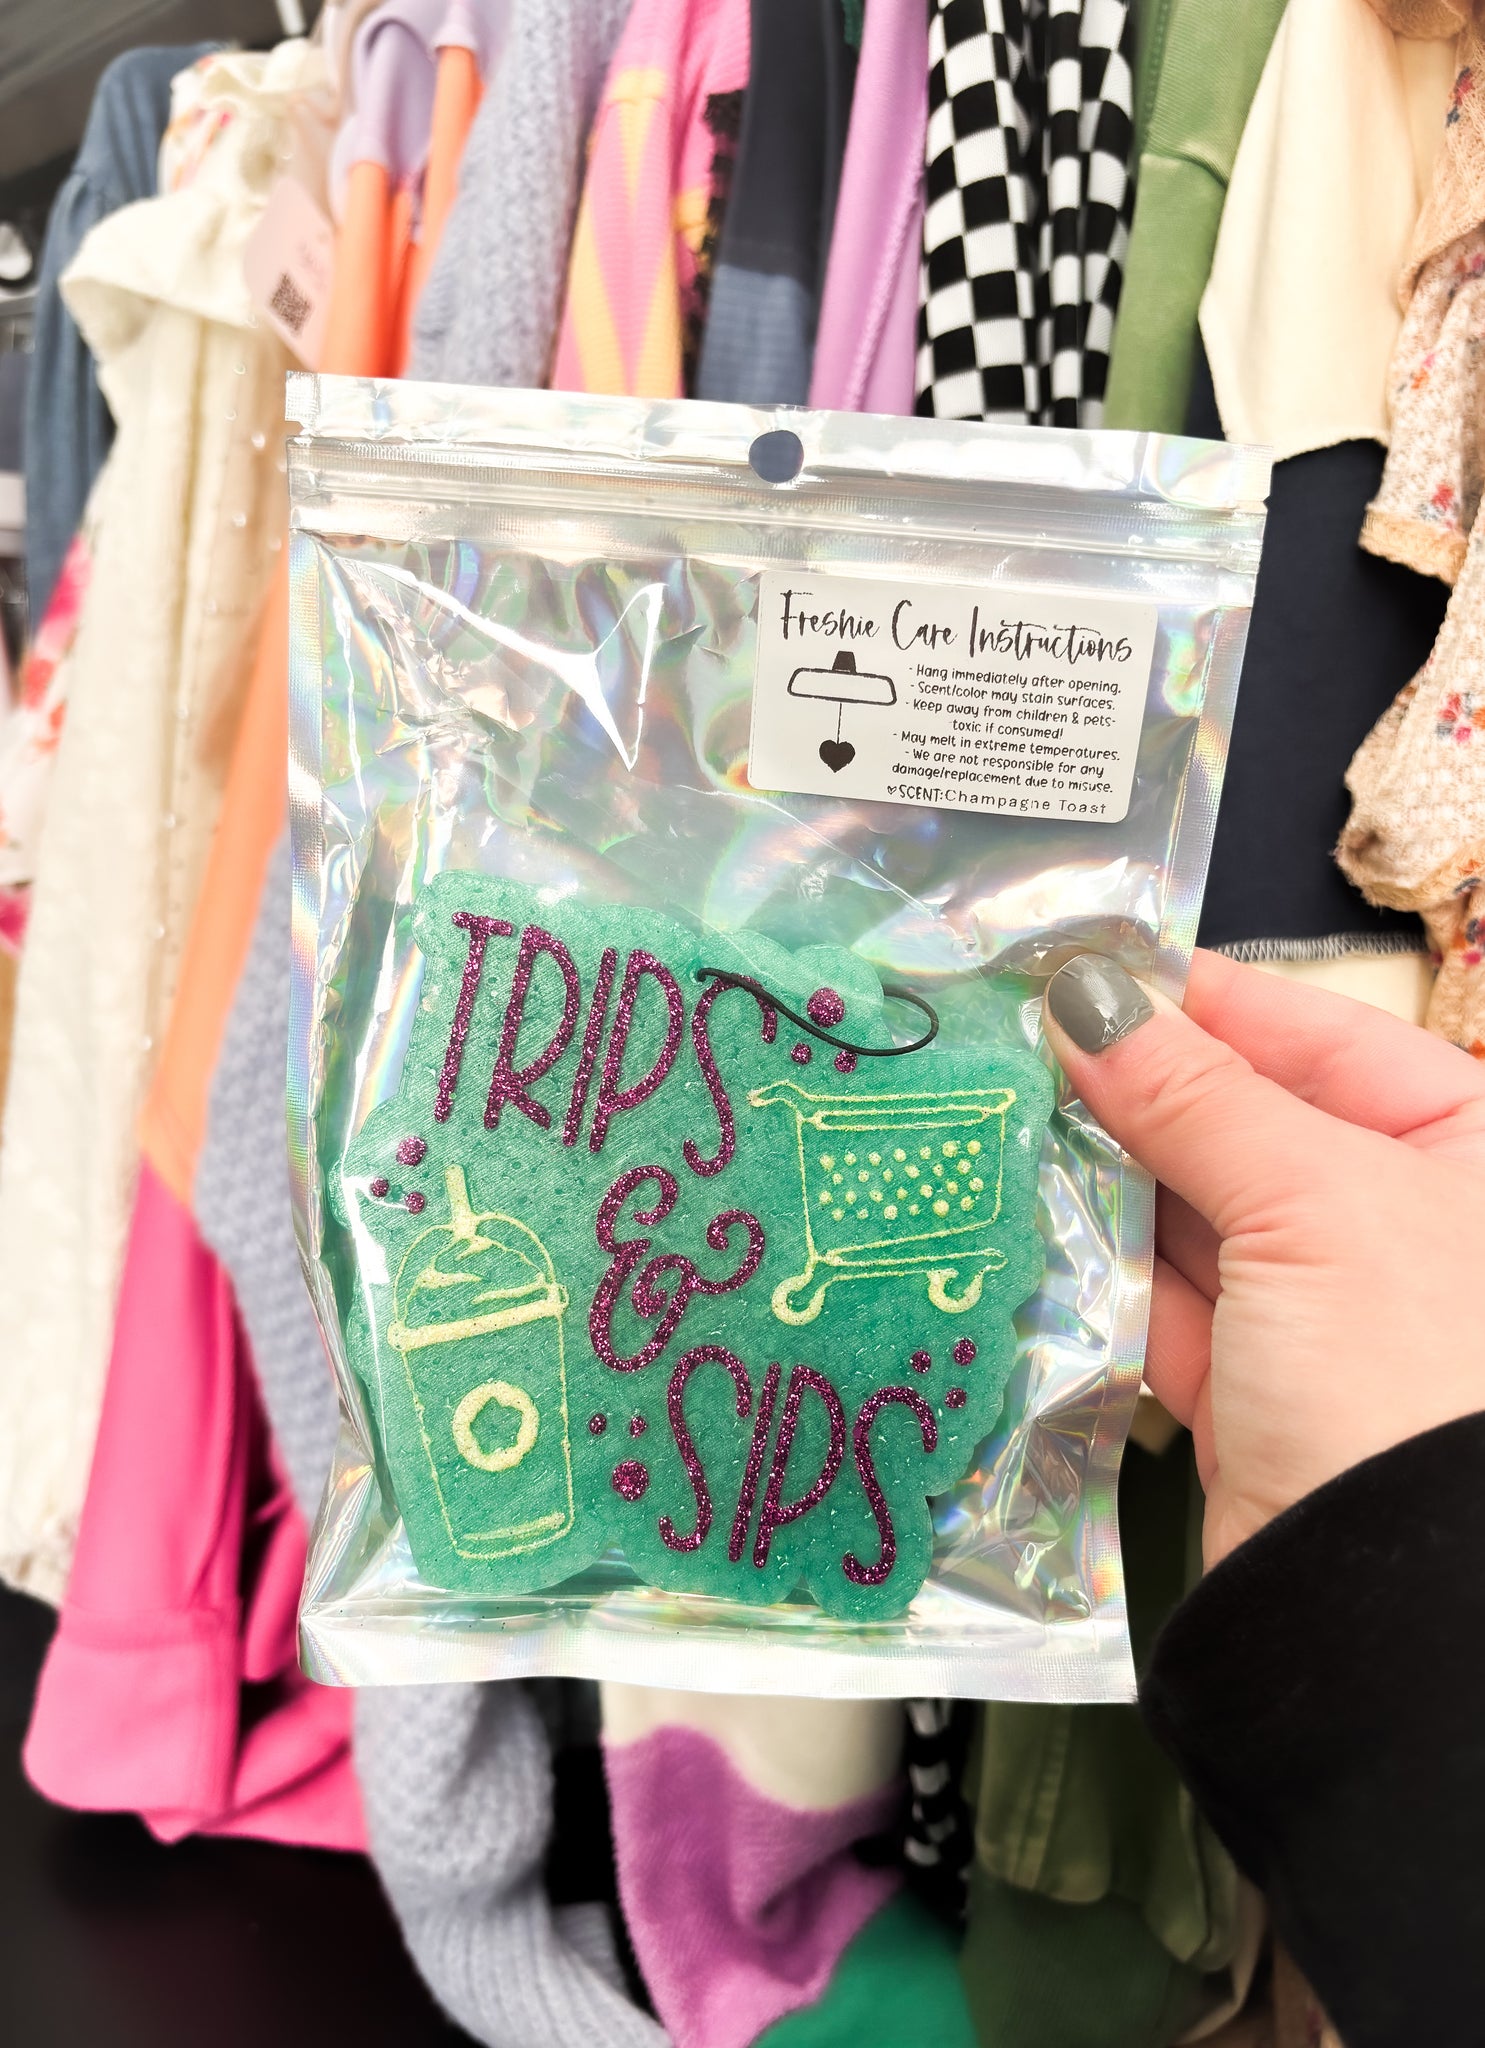 Freshie Care Instructions
- Hang immediately after opening.
- Scent/color may stain surfaces.
- Keep away from children & pets-
toxic if consumed!
- May melt in extreme temperatures.
- We are not responsible for any
damage/replacement due to misuse.
♥SCENT:Champagne Toast
TRIPS
&
SIPS